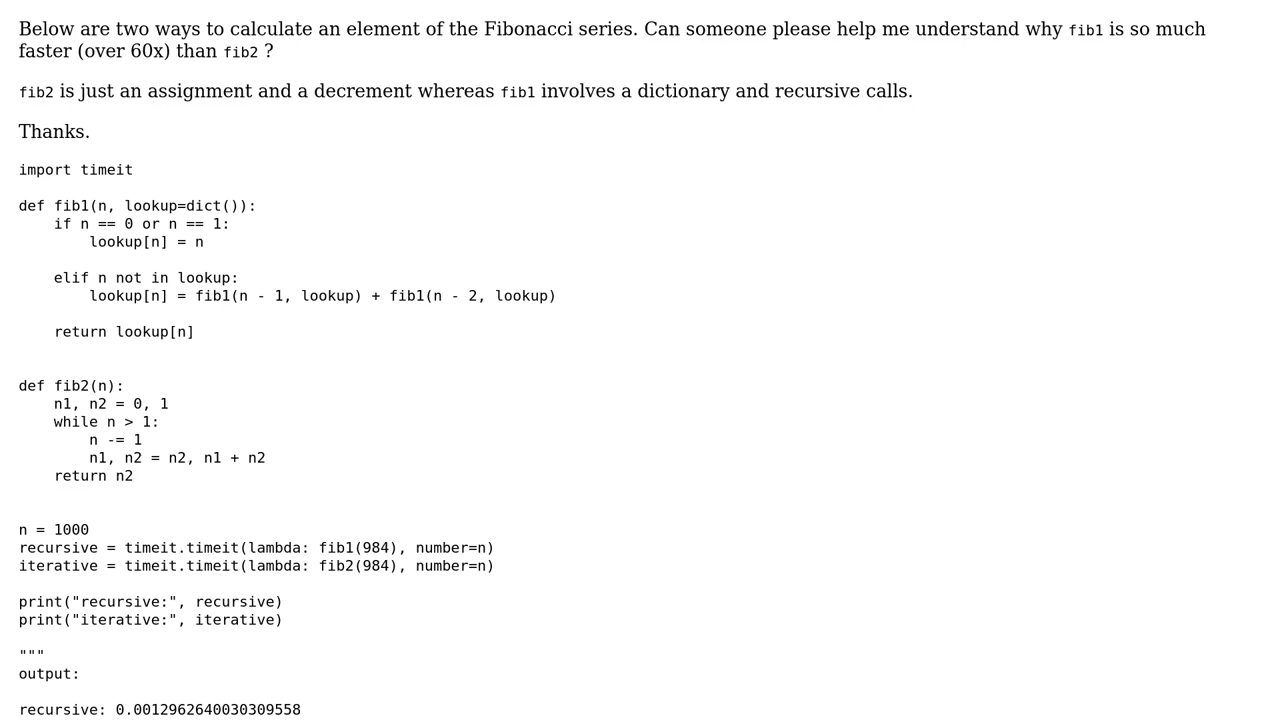 Below are two ways to calculate an element of the Fibonacci series. Can someone please help me understand why fib1 is so much
faster (over 60x) than fib2 ?
fib2 is just an assignment and a decrement whereas fib1 involves a dictionary and recursive calls.
Thanks.
import timeit
def fib1(n, lookup=dict()):
    if n == 0 or n == 1:
        lookup[n] = n
    elif n not in lookup:
        lookup[n] = fib1(n - 1, lookup) + fib1(n - 2, lookup)
    return lookup[n]
def fib2(n):
    n1, n2 = 0, 1
    while n > 1:
        n -= 1
        n1, n2 = n2, n1 + n2
    return n2
n = 1000
recursive = timeit.timeit(lambda: fib1(984), number=n)
iterative = timeit.timeit(lambda: fib2(984), number=n)
print("recursive:", recursive)
print("iterative:", iterative)
"""
output:
recursive: 0.0012962640030309558